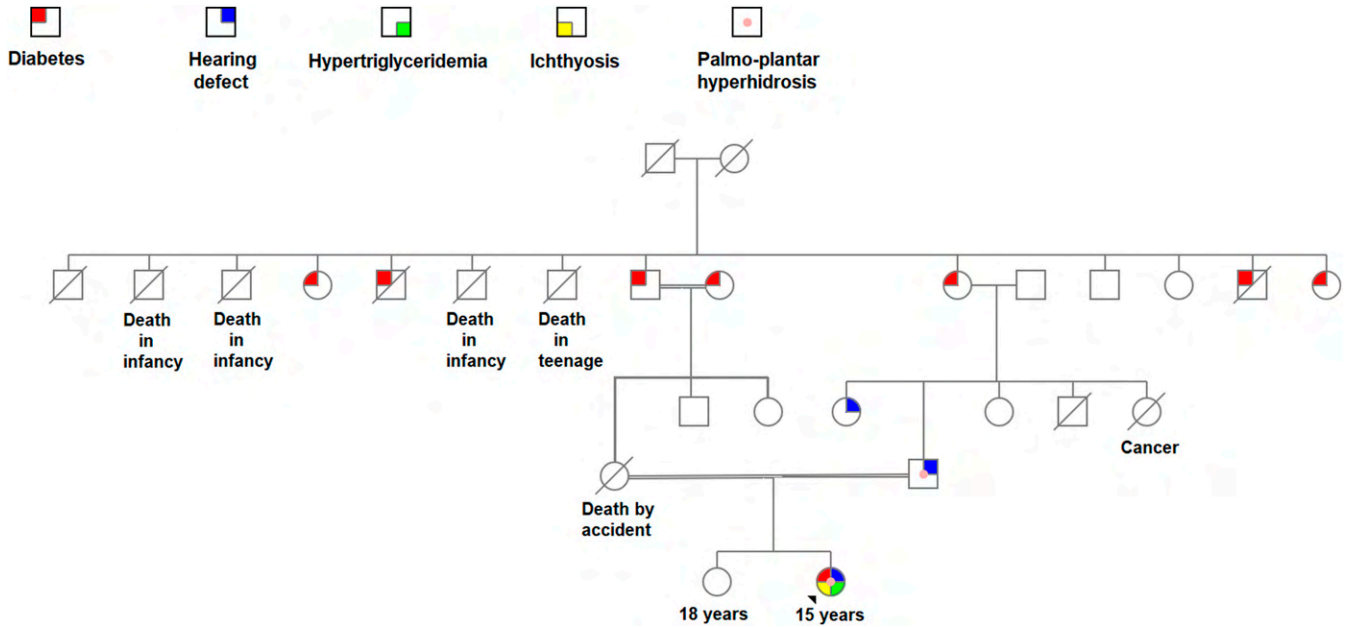 Diabetes
Hearing
defect
Hypertriglyceridemia
Ichthyosis
Palmo-plantar
hyperhidrosis
Death
in
infancy
Death
in
infancy
Death
in
infancy
Death
in
teenage
Cancer
Death by
accident
18 years
15 years